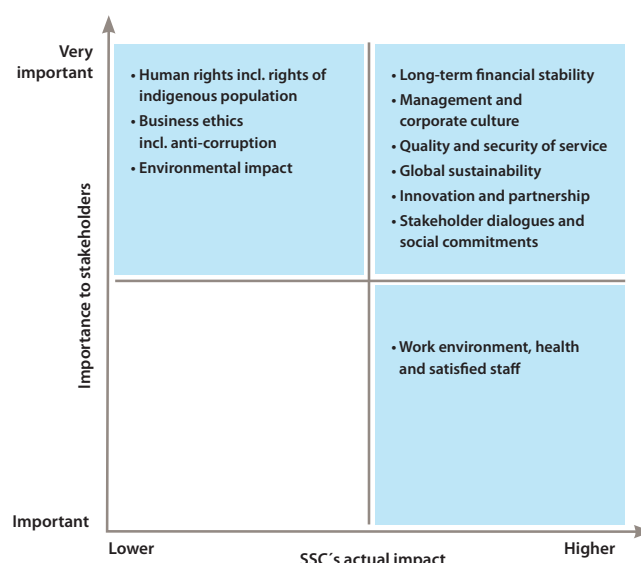 Very
important
• Human rights incl. rights of
indigenous population
• Business ethics
incl. anti-corruption
• Environmental impact
• Long-term financial stability
• Management and
corporate culture
• Quality and security of service
• Global sustainability
• Innovation and partnership
• Stakeholder dialogues and
social commitments
Importance to stakeholders
• Work environment, health
and satisfied staff
Important
Lower
Higher
SSC´s actual impact